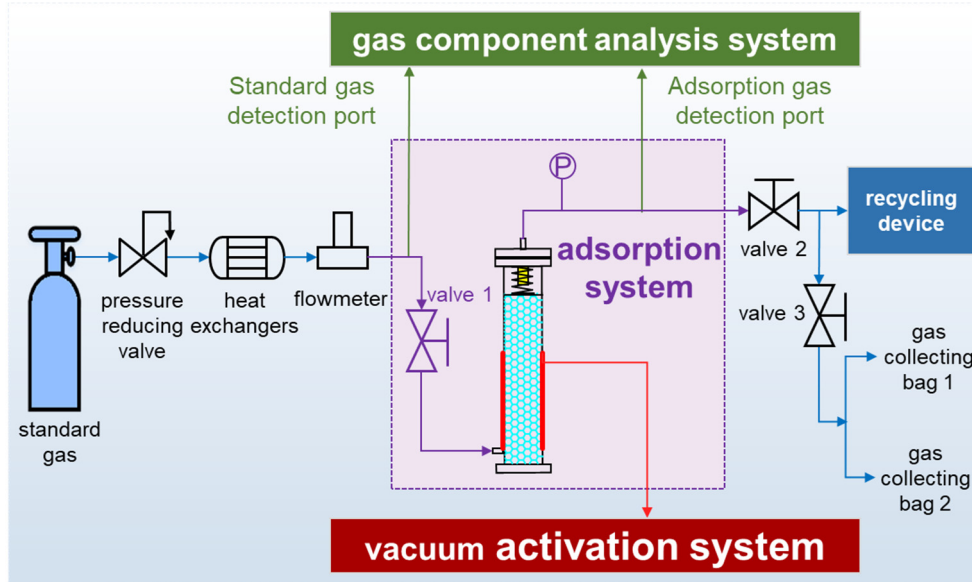 gas component analysis system
Standard gas
detection port
Adsorption gas
detection port
P
recycling
device
adsorption
system
valve 2
pressure
reducing
valve
heat
exchangers
flowmeter
valve 1
valve 3
gas
collecting
bag 1
standard
gas
gas
collecting
bag 2
vacuum activation system